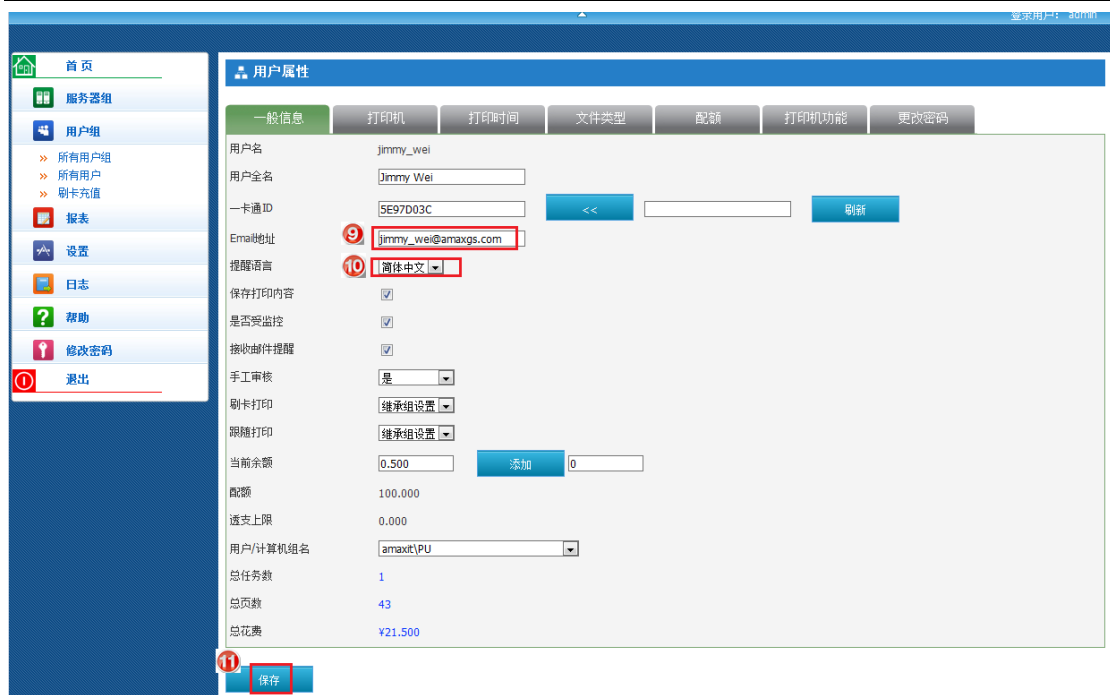 登录用户： admin
首页
服务器组
用户组
» 所有用户组
» 所有用户
» 刷卡充值
报表
设置
日志
帮助
修改密码
退出
用户属性
一般信息 打印机 打印时间 文件类型 配额 打印机功能 更改密码
用户名 jimmy_wei
用户全名 Jimmy Wei
一卡通ID 5E97D03C << 刷新
Email地址 9 jimmy_wei@amaxgs.com
提醒语言 10 简体中文
保存打印内容
是否受监控
接收邮件提醒
手工审核 是
刷卡打印 继承组设置
跟随打印 继承组设置
当前余额 0.500 添加 0
配额 100.000
透支上限 0.000
用户/计算机组名 amaxit\PU
总任务数 1
总页数 43
总花费 ¥21.500
11 保存